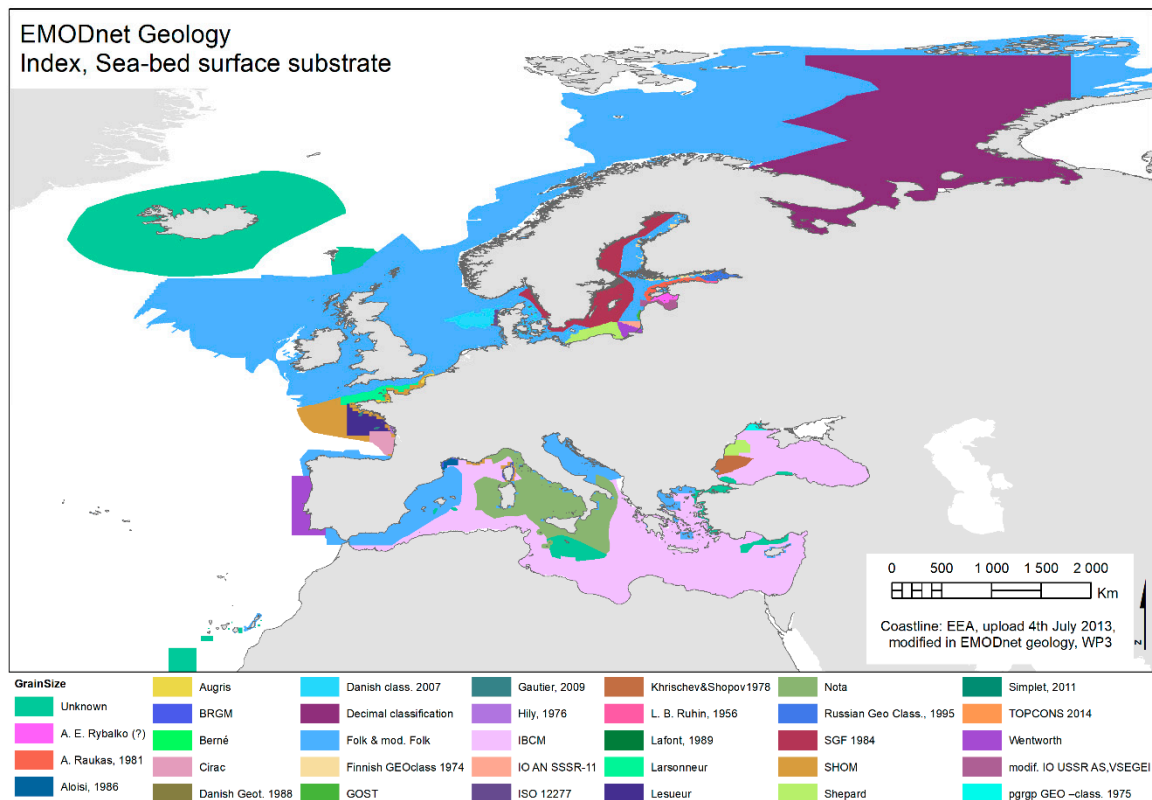 EMODnet Geology
Index, Sea-bed surface substrate
0 500 1 000 1 500 2 000
Km
Coastline: EEA, upload 4th July 2013,
modified in EMODnet geology, WP3
N
GrainSize
Unknown
A. E. Rybalko (?)
A. Raukas, 1981
Aloisi, 1986
Augris
BRGM
Berné
Cirac
Danish Geot. 1988
Danish class. 2007
Decimal classification
Folk & mod. Folk
Finnish GEOclass 1974
GOST
Gautier, 2009
Hily, 1976
IBCM
IO AN SSSR-11
ISO 12277
Khrischev&Shopov1978
L. B. Ruhin, 1956
Lafont, 1989
Larsonneur
Lesueur
Nota
Russian Geo Class., 1995
SGF 1984
SHOM
Shepard
Simplet, 2011
TOPCONS 2014
Wentworth
modif. IO USSR AS,VSEGEI
pgrgp GEO –class. 1975